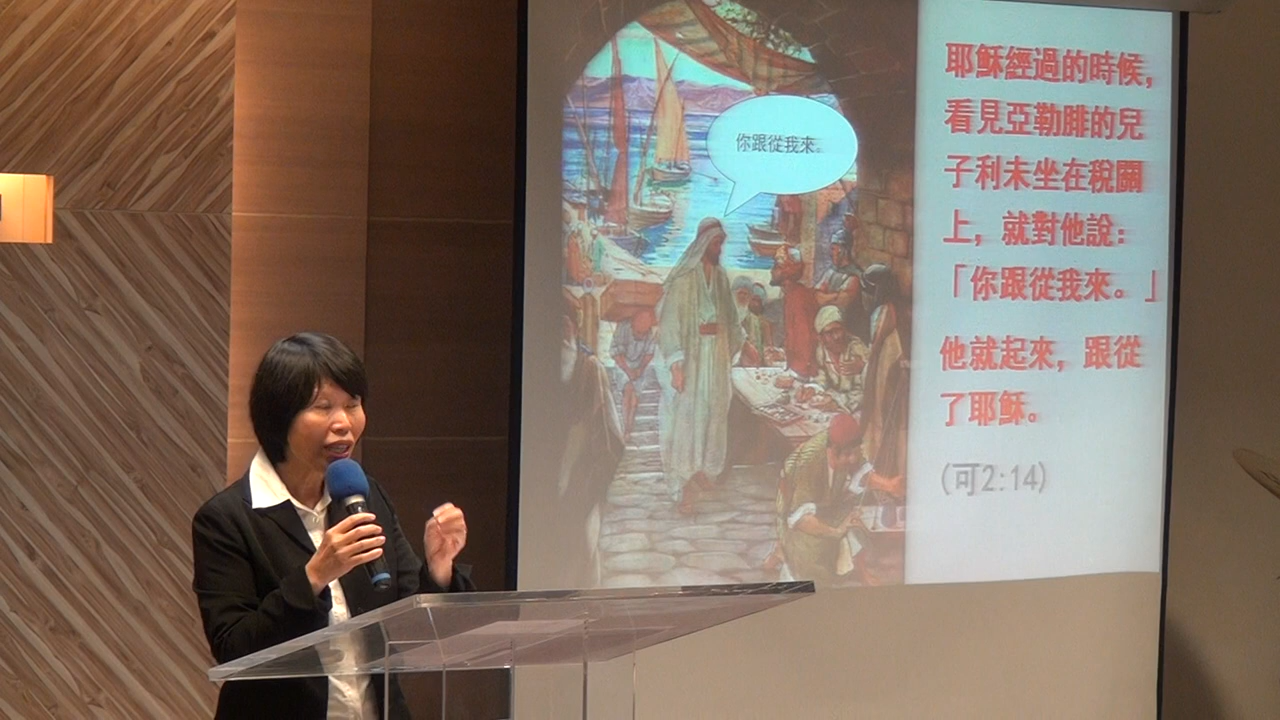 你跟從我來。
耶穌經過的時候,
看見亞勒腓的兒
子利未坐在稅關
上, 就對他說:
「你跟從我來。」
他就起來, 跟從
了耶穌。
(可2:14)